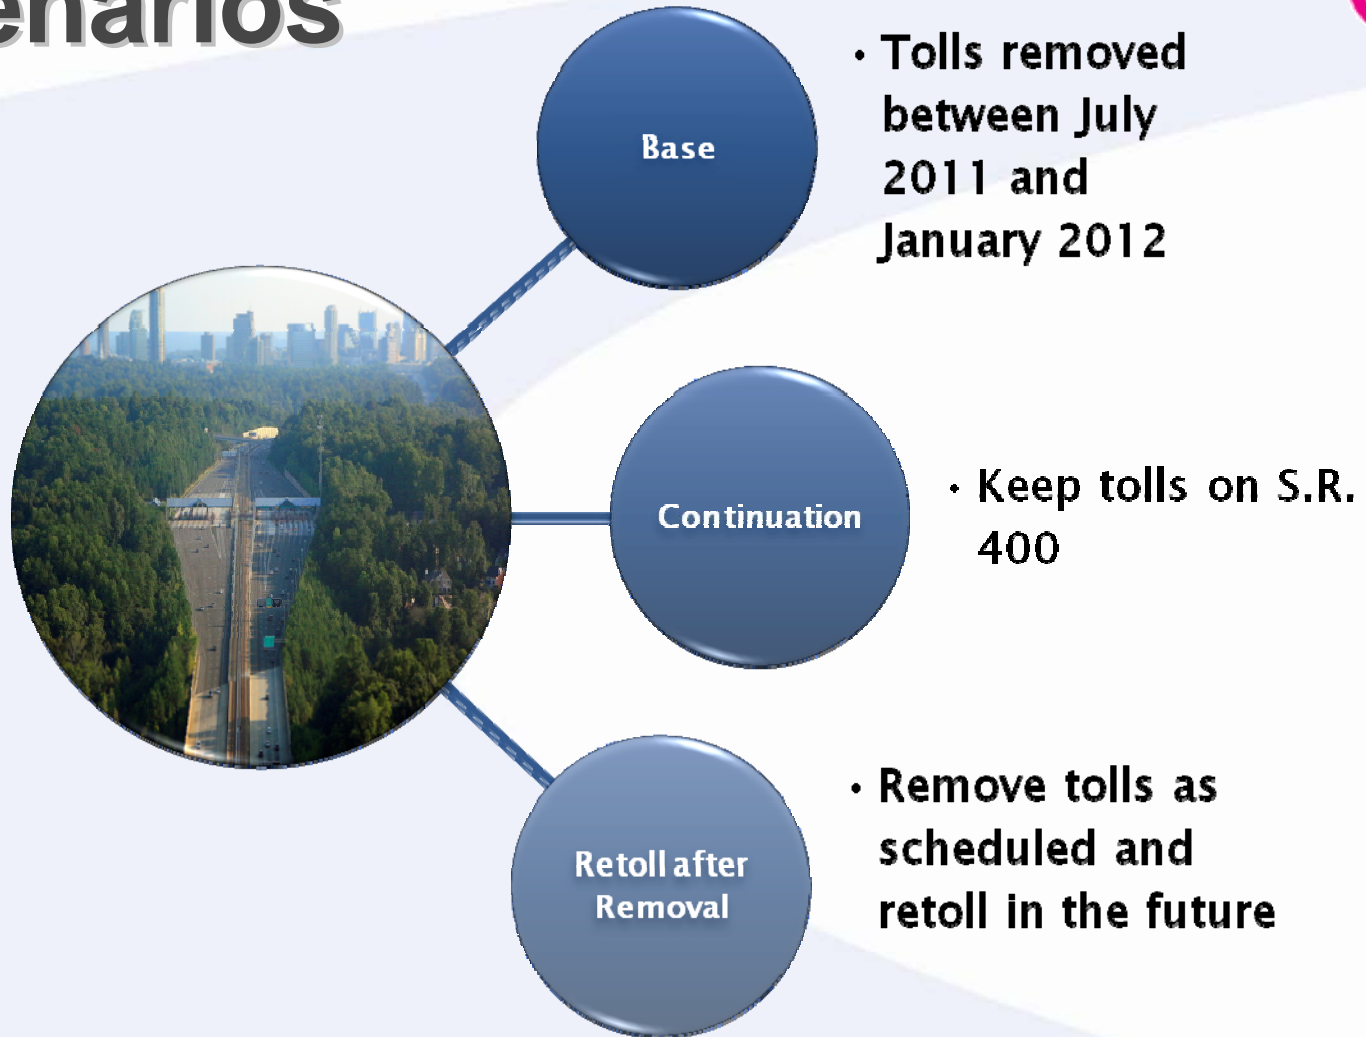 enarios
Base
• Tolls removed
between July
2011 and
January 2012
Continuation
• Keep tolls on S.R.
400
Retoll after
Removal
• Remove tolls as
scheduled and
retoll in the future